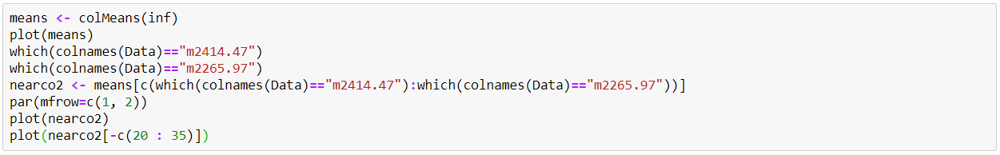 means <- colMeans(inf)
plot(means)
which(colnames(Data)=="m2414.47")
which(colnames(Data)=="m2265.97")
nearco2 <- means[c(which(colnames(Data)=="m2414.47"):which(colnames(Data)=="m2265.97"))]
par(mfrow=c(1, 2))
plot(nearco2)
plot(nearco2[-c(20 : 35)])